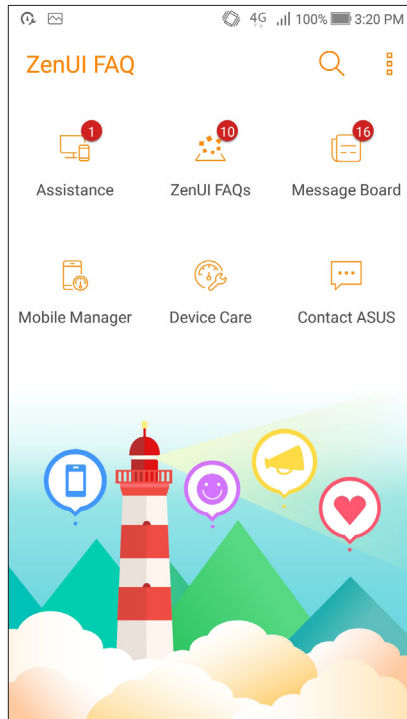 4G 100% 3:20 PM
ZenUI FAQ
1 10 16
Assistance ZenUI FAQs Message Board
Mobile Manager Device Care Contact ASUS